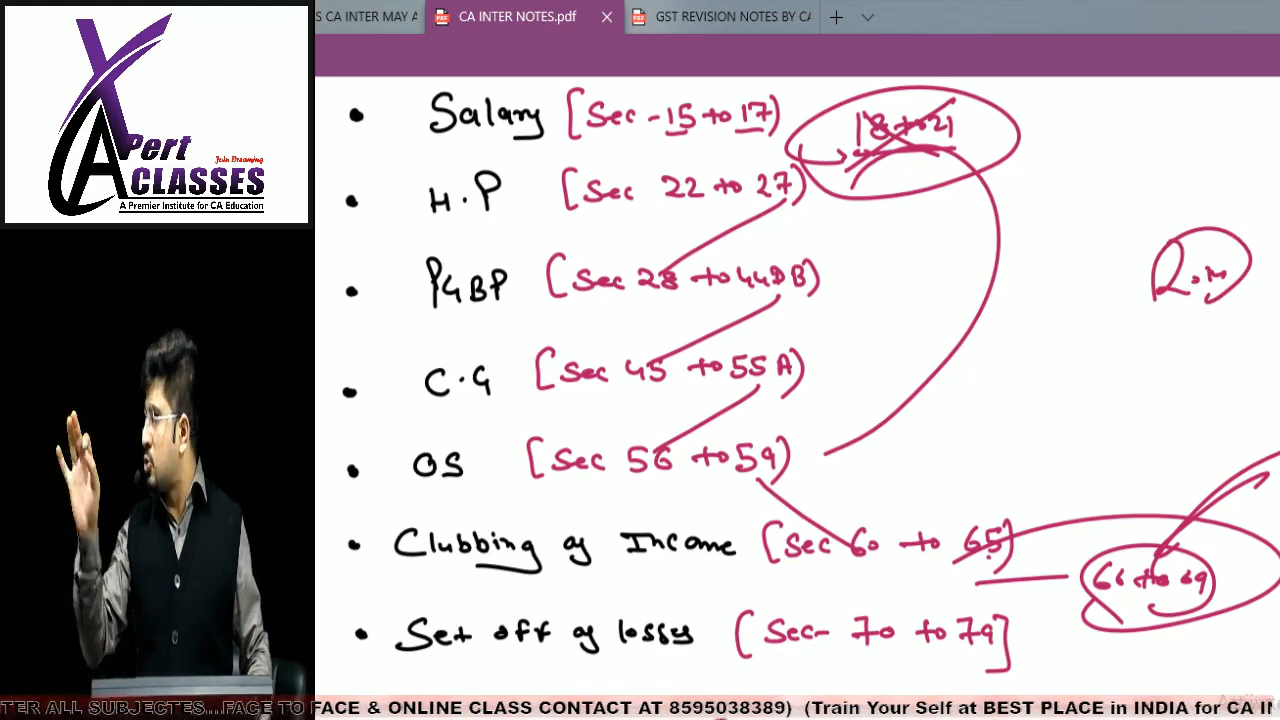 S CA INTER MAY A
CA INTER NOTES.pdf
GST REVISION NOTES BY CA
X
Pert
CA
CLASSES
Join Dreaming
A Premier Institute for CA Education
• Salary [Sec - 15 to 17) 18 to 21
• H.P [Sec 22 to 27)
• PGBP [Sec 28 to 44DB)
• C.G [Sec 45 to 55A)
• OS [Sec 56 to 59)
• Clubbing of Income [Sec 60 to 65)
66 to 69
• Set off of losses [Sec- 70 to 79]
TER ALL SUBJECTES...FACE TO FACE & ONLINE CLASS CONTACT AT 8595038389) (Train Your Self at BEST PLACE in INDIA for CA IN